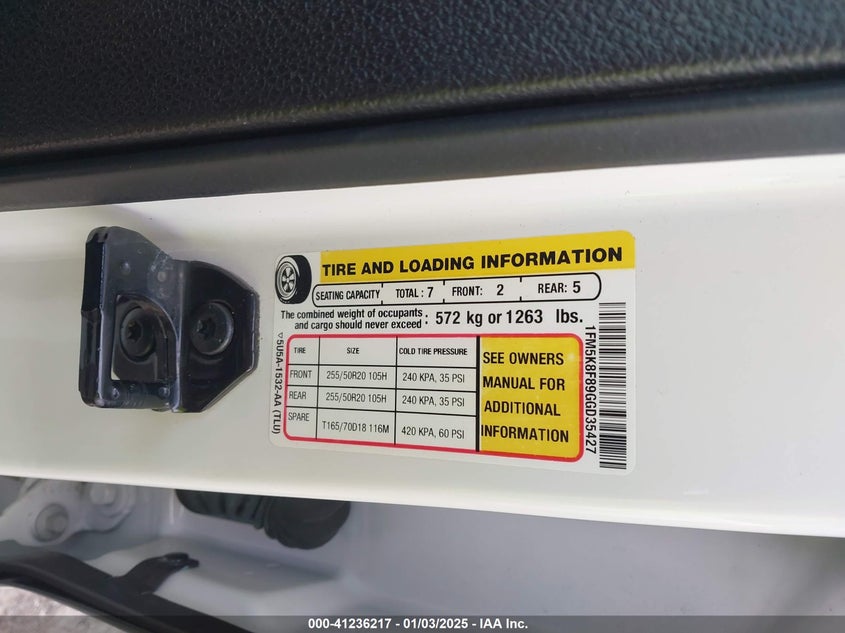 TIRE AND LOADING INFORMATION
SEATING CAPACITY TOTAL : 7 FRONT: 2 REAR: 5
The combined weight of occupants and cargo should never exceed : 572 kg or 1263 lbs.
TIRE SIZE COLD TIRE PRESSURE
FRONT 255/50R20 105H 240 KPA, 35 PSI
REAR 255/50R20 105H 240 KPA, 35 PSI
SPARE T165/70D18 116M 420 KPA, 60 PSI
SEE OWNERS
MANUAL FOR
ADDITIONAL
INFORMATION
▽5U5A-1532-AA (TLU)
1FM5K8F89GGD35427
000-41236217 - 01/03/2025 - IAA Inc.